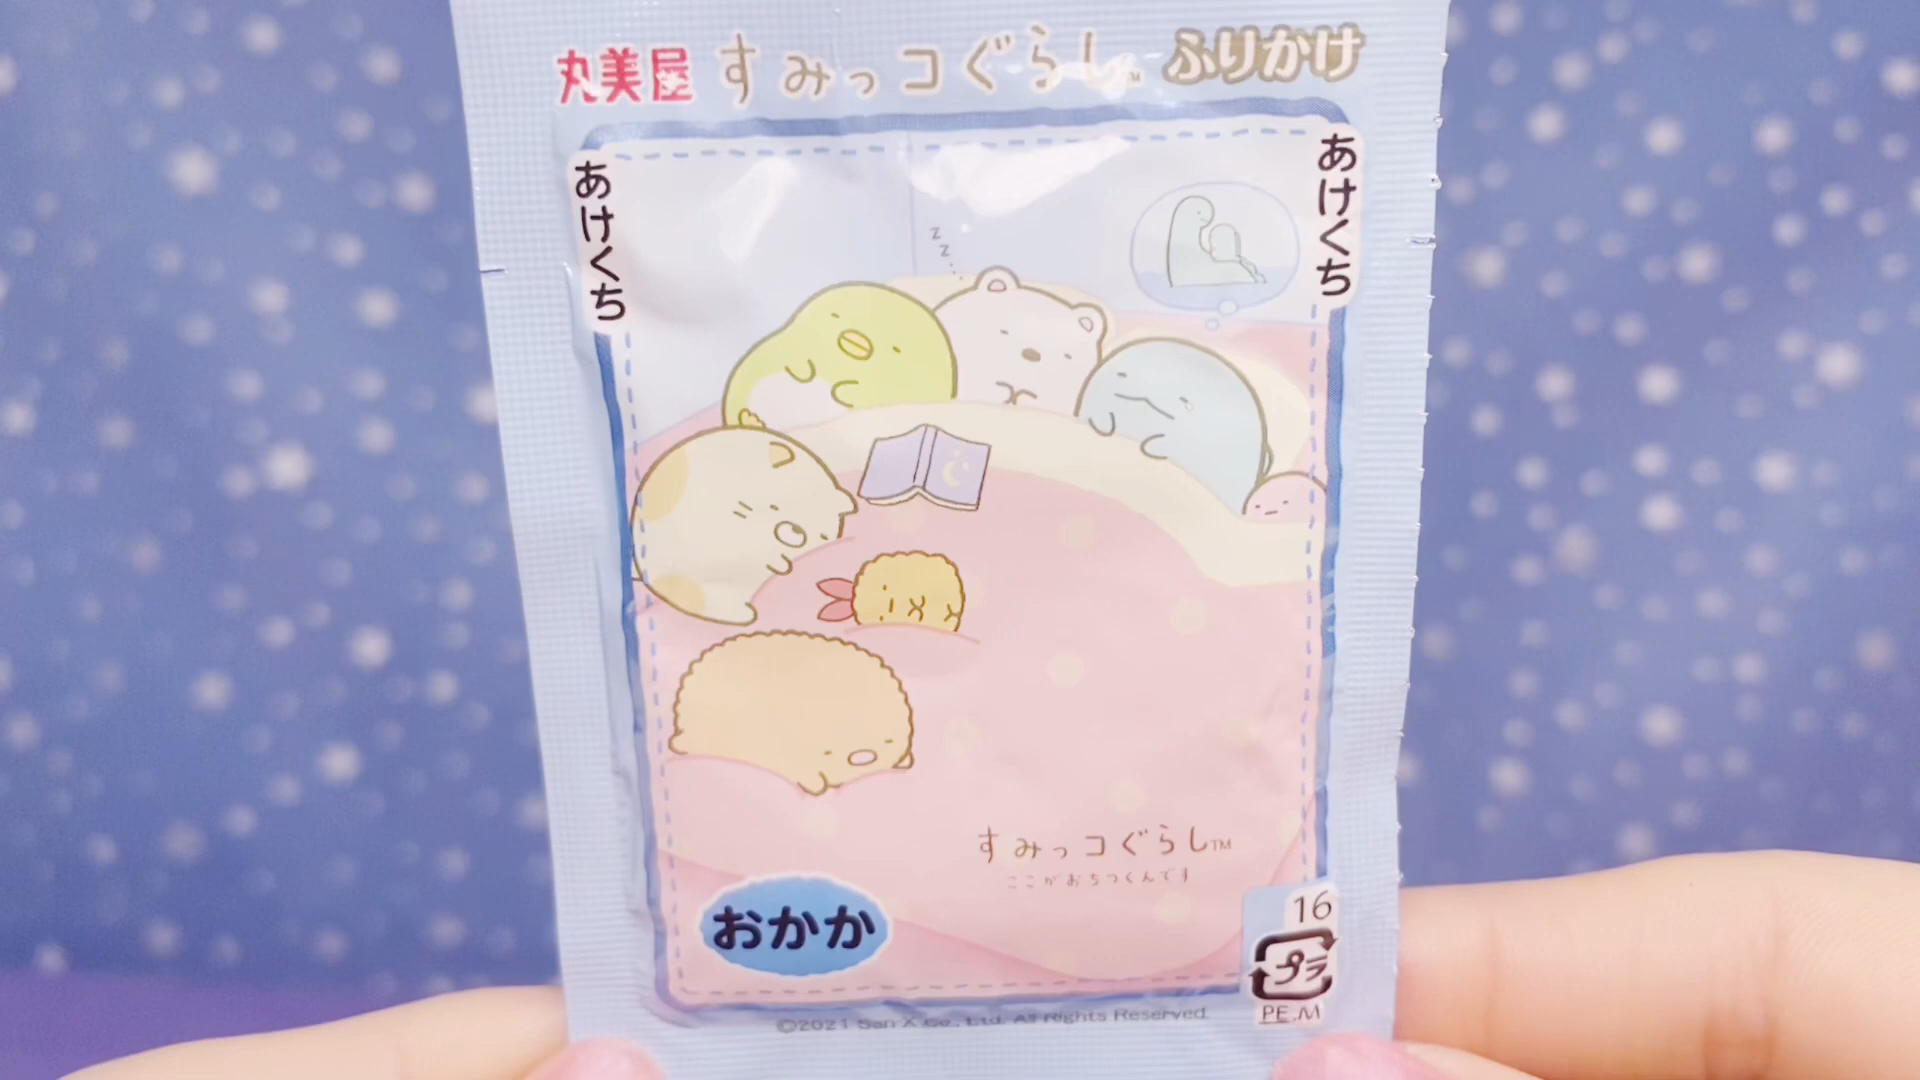 丸美屋 すみっコぐらし™ ふりかけ
あけくち
あけくち
z
z
すみっコぐらし™
ここがおちつくんです
おかか
16
プラ
PE,M
©2021 San-X Co., Ltd. All Rights Reserved.